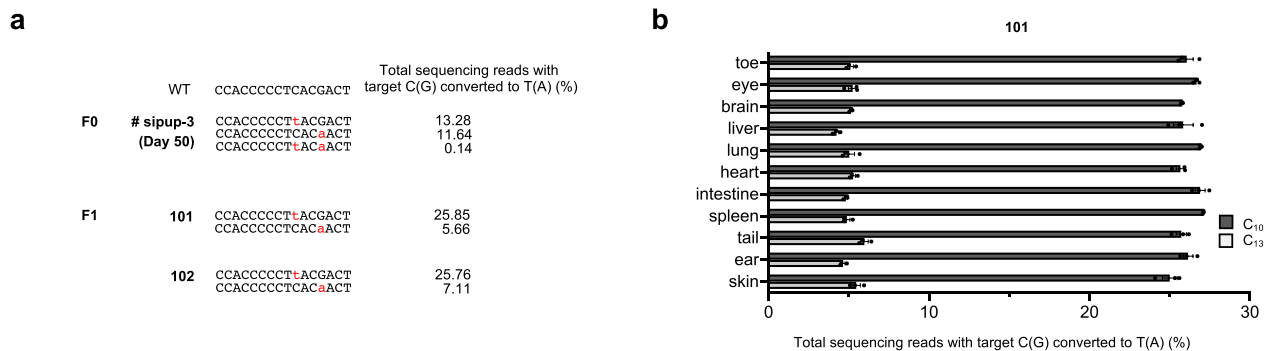 a
Total sequencing reads with
target C(G) converted to T(A) (%)
WT CCACCCCCTCACGACT
F0 # sipup-3 (Day 50)
CCACCCCCTtACGACT 13.28
CCACCCCCTCACaACT 11.64
CCACCCCCTtACaACT 0.14
F1 101 CCACCCCCTtACGACT 25.85
CCACCCCCTCACaACT 5.66
102 CCACCCCCTtACGACT 25.76
CCACCCCCTCACaACT 7.11
b
101
toe
eye
brain
liver
lung
heart
intestine
spleen
tail
ear
skin
C10
C13
0 10 20 30
Total sequencing reads with target C(G) converted to T(A) (%)